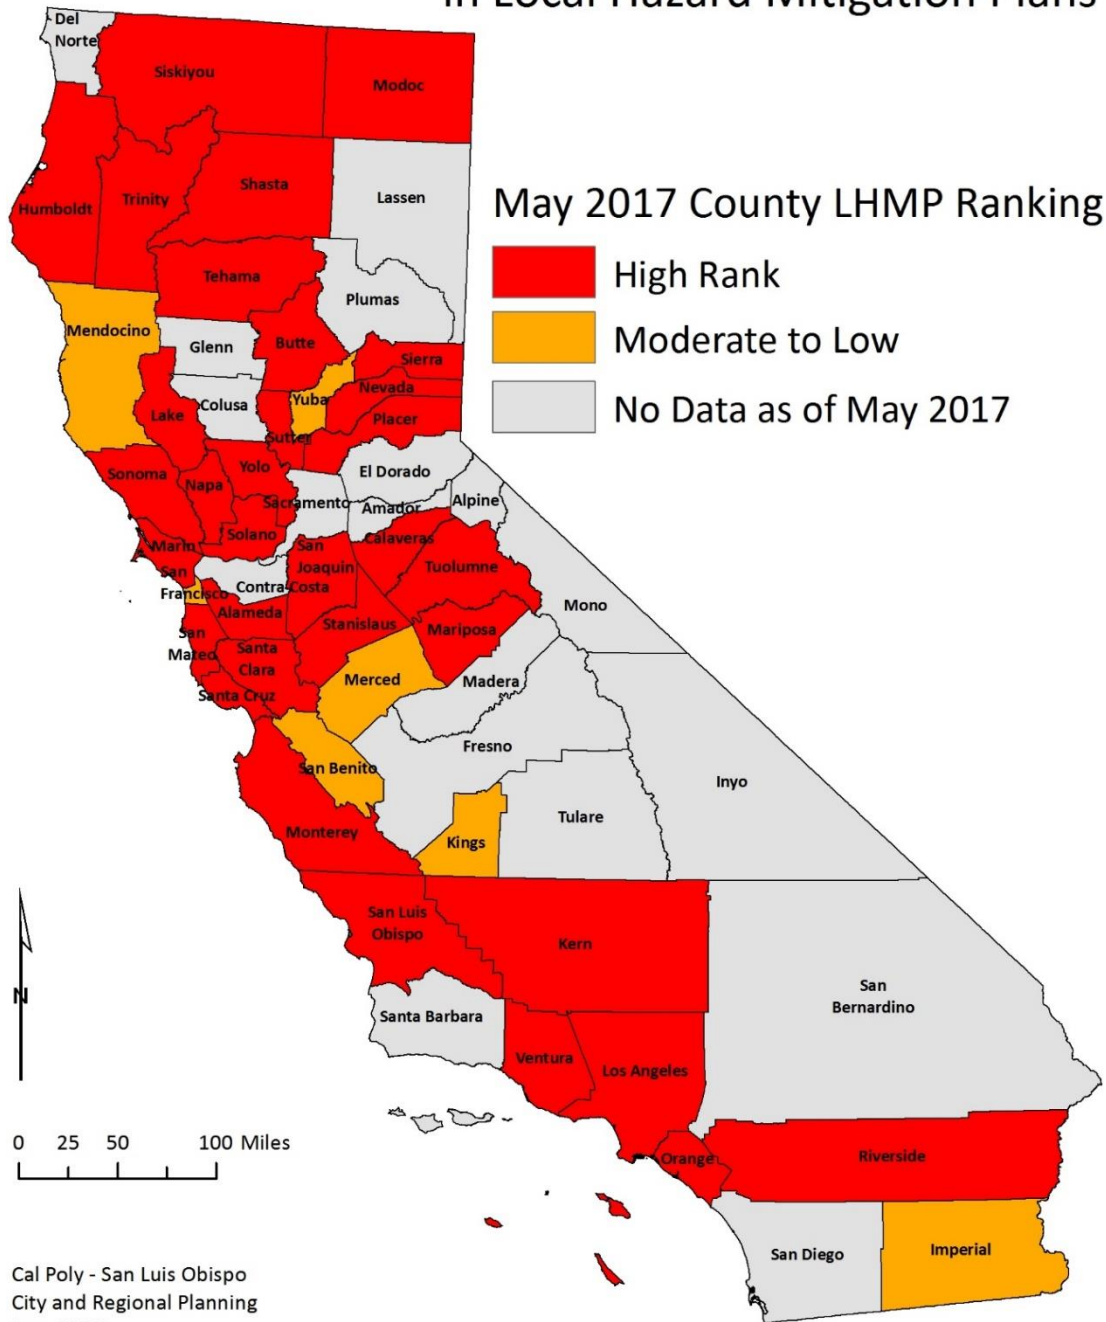 in Local Hazard Mitigation Plans
Del
Norte
Siskiyou
Modoc
Humboldt
Trinity
Shasta
Lassen
May 2017 County LHMP Ranking
High Rank
Moderate to Low
No Data as of May 2017
Tehama
Plumas
Mendocino
Glenn
Butte
Sierra
Colusa
Yuba
Nevada
Lake
Placer
Sutter
Sonoma
Napa
Yolo
El Dorado
Sacramento
Amador
Alpine
Solano
Marin
San
Joaquin
Calaveras
Tuolumne
San
Francisco
Contra Costa
Alameda
Mono
Stanislaus
Mariposa
San
Mateo
Santa
Clara
Merced
Madera
Santa Cruz
Fresno
San Benito
Inyo
Tulare
Monterey
Kings
San Luis
Obispo
Kern
San
Bernardino
N
Santa Barbara
Ventura
Los Angeles
0 25 50 100 Miles
Orange
Riverside
San Diego
Imperial
Cal Poly - San Luis Obispo
City and Regional Planning